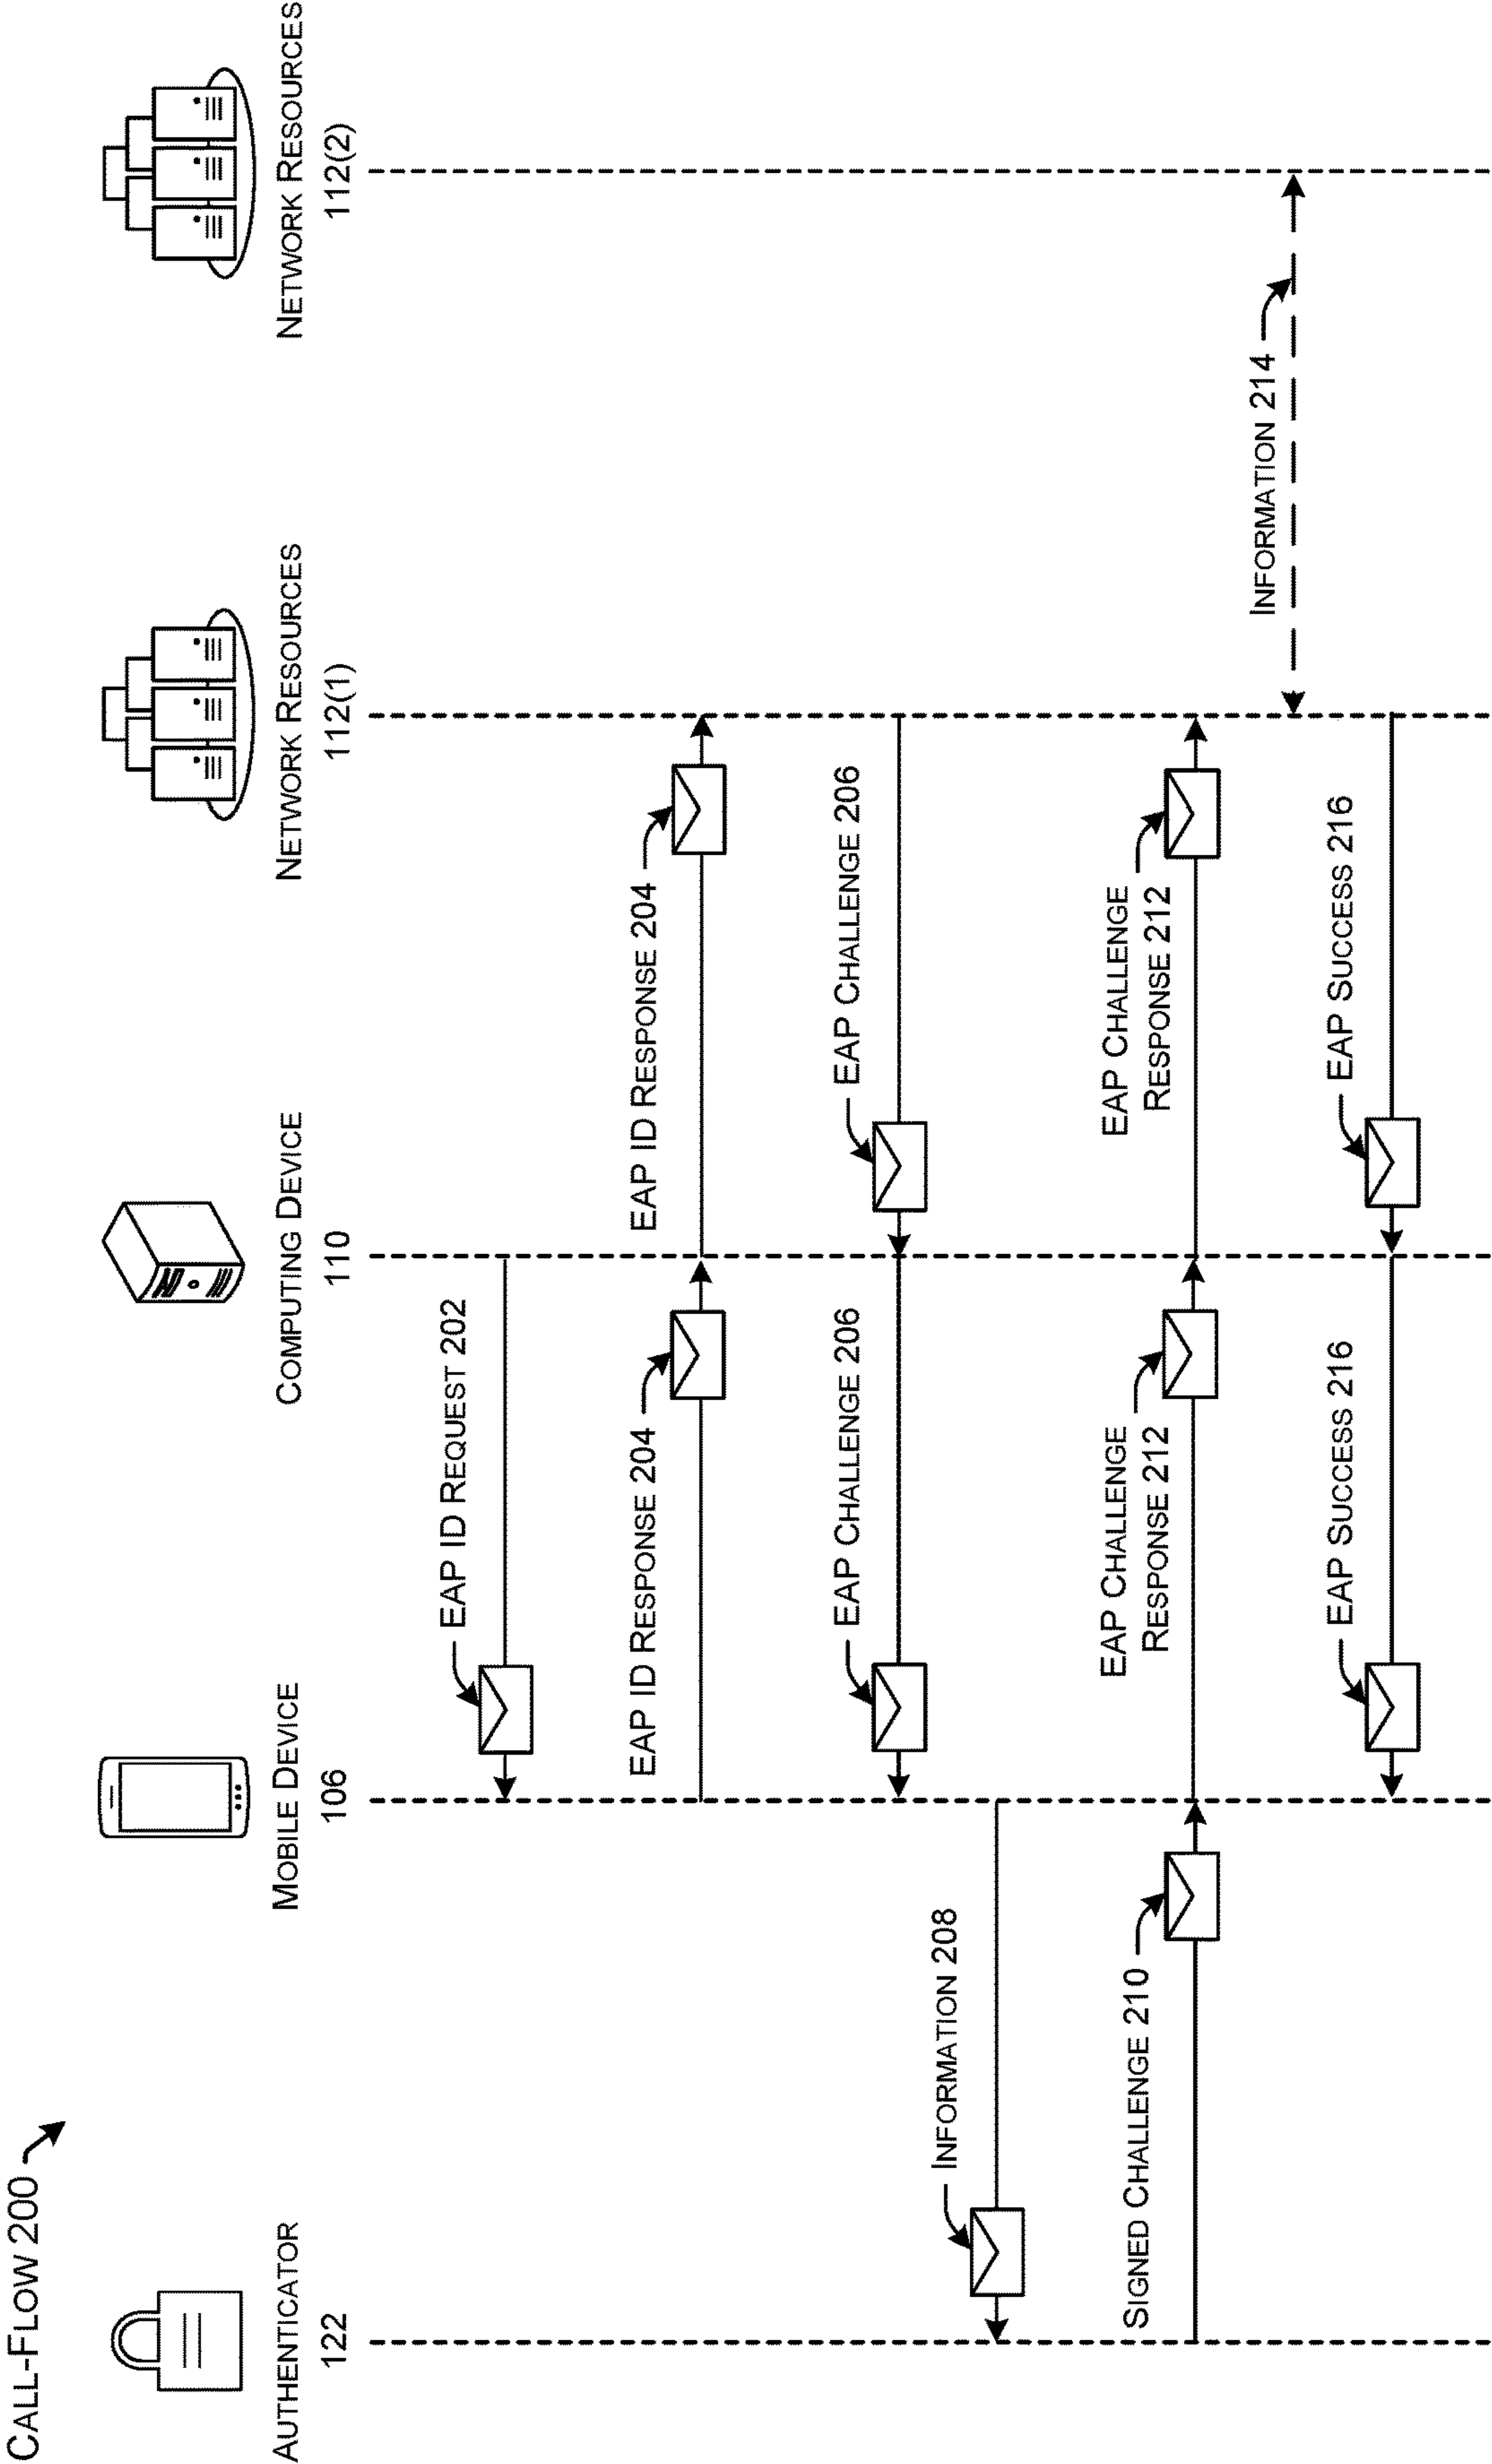 CALL-FLOW 200
AUTHENTICATOR
122
MOBILE DEVICE
106
COMPUTING DEVICE
110
NETWORK RESOURCES
112(1)
NETWORK RESOURCES
112(2)
EAP ID REQUEST 202
EAP ID RESPONSE 204
EAP ID RESPONSE 204
EAP CHALLENGE 206
EAP CHALLENGE 206
INFORMATION 208
SIGNED CHALLENGE 210
EAP CHALLENGE
RESPONSE 212
EAP CHALLENGE
RESPONSE 212
INFORMATION 214
EAP SUCCESS 216
EAP SUCCESS 216